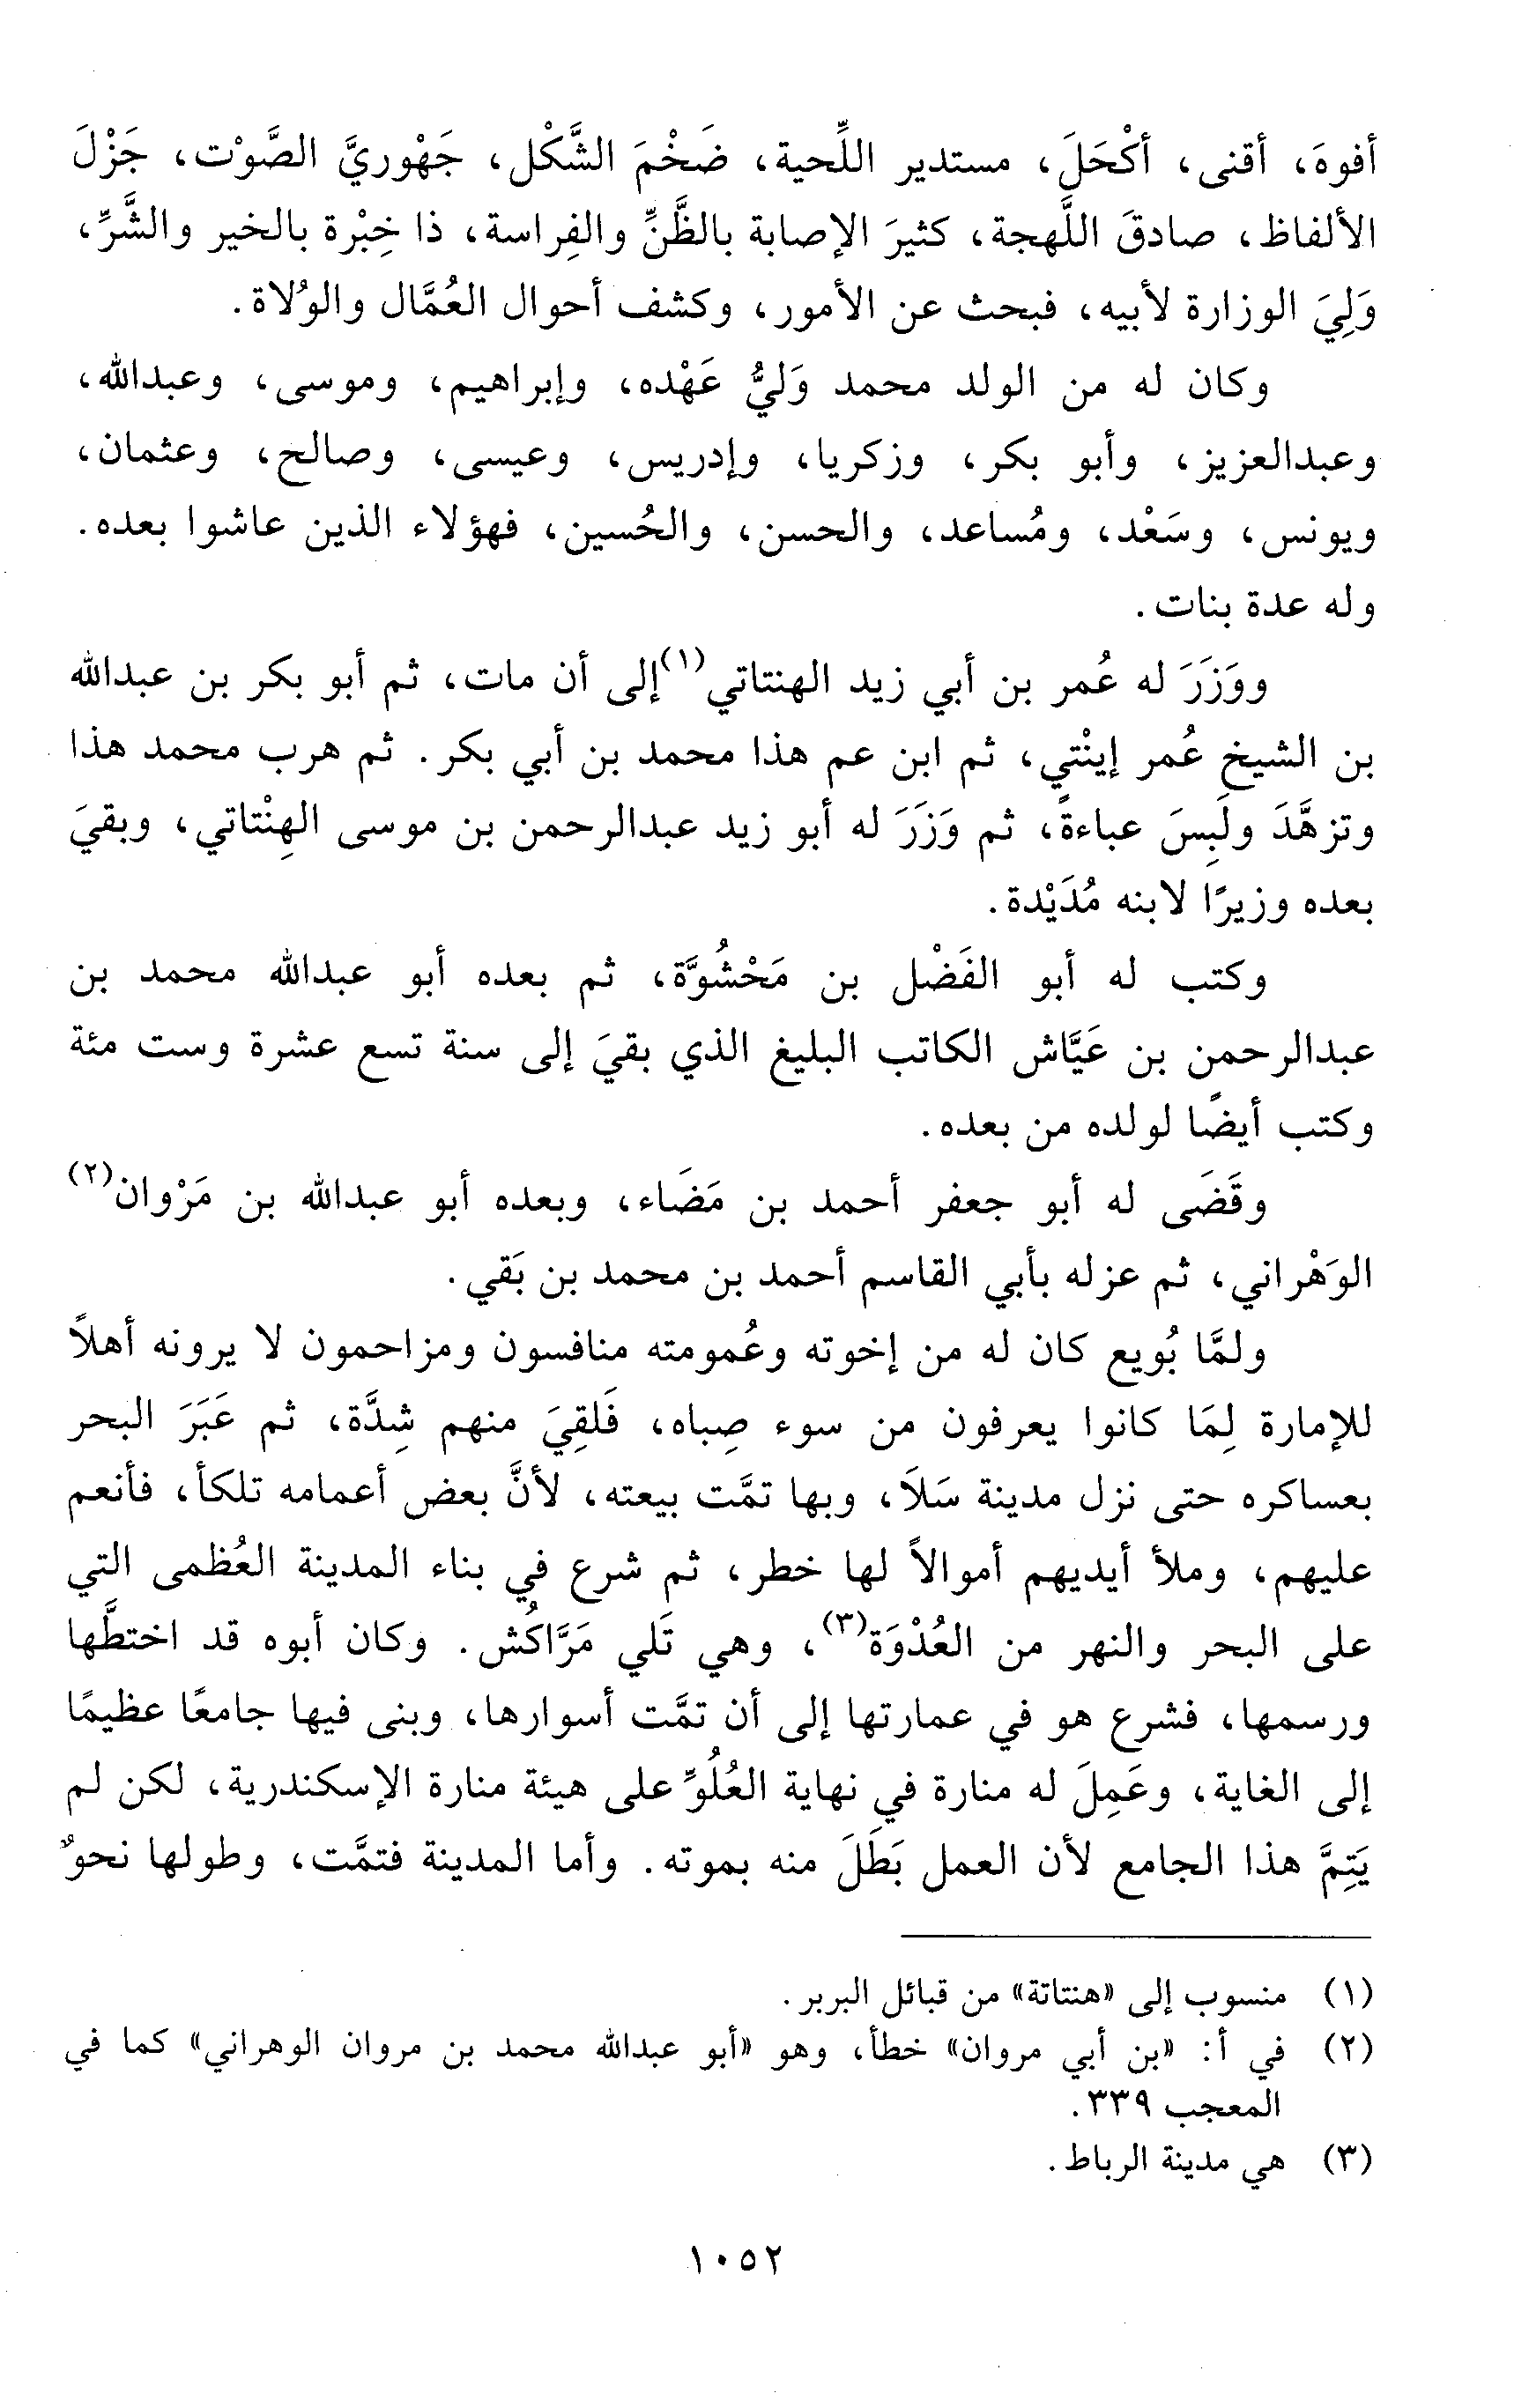 أفوهَ، أقنى، أكْحَلَ، مستدير اللِّحية، ضَخْمَ الشَّكْل، جَهْوريَّ الصَّوْت، جَزْلَ
الألفاظ، صادقَ اللَّهجة، كثيرَ الإصابة بالظَّنِّ والفِراسة، ذا خِبْرة بالخير والشَّرِّ،
وَلِيَ الوزارة لأبيه، فبحث عن الأمور، وكشف أحوال العُمَّال والوُلاة.
وكان له من الولد محمد وَليُّ عَهْده، وإبراهيم، وموسى، وعبدالله،
وعبدالعزيز، وأبو بكر، وزكريا، وإدريس، وعيسى، وصالح، وعثمان،
ويونس، وسَعْد، ومُساعد، والحسن، والحُسين، فهؤلاء الذين عاشوا بعده.
وله عدة بنات.
ووَزَرَ له عُمر بن أبي زيد الهنتاتي(١) إلى أن مات، ثم أبو بكر بن عبدالله
بن الشيخ عُمر إينْتي، ثم ابن عم هذا محمد بن أبي بكر. ثم هرب محمد هذا
وتزهَّدَ ولَبِسَ عباءةً، ثم وَزَرَ له أبو زيد عبدالرحمن بن موسى الهِنْتاتي، وبقيَ
بعده وزيرًا لابنه مُدَيْدة.
وكتب له أبو الفَضْل بن مَحْشُوَّة، ثم بعده أبو عبدالله محمد بن
عبدالرحمن بن عَيَّاش الكاتب البليغ الذي بقيَ إلى سنة تسع عشرة وست مئة
وكتب أيضًا لولده من بعده.
وقَضَى له أبو جعفر أحمد بن مَضَاء، وبعده أبو عبدالله بن مَرْوان(٢)
الوَهْراني، ثم عزله بأبي القاسم أحمد بن محمد بن بَقي.
ولمَّا بُويع كان له من إخوته وعُمومته منافسون ومزاحمون لا يرونه أهلاً
للإمارة لِمَا كانوا يعرفون من سوء صِباه، فَلقِيَ منهم شِدَّة، ثم عَبَرَ البحر
بعساكره حتى نزل مدينة سَلاَ، وبها تمَّت بيعته، لأنَّ بعض أعمامه تلكأ، فأنعم
عليهم، وملأ أيديهم أموالاً لها خطر، ثم شرع في بناء المدينة العُظمى التي
على البحر والنهر من العُدْوَة(٣)، وهي تَلي مَرَّاكُش. وكان أبوه قد اختطَّها
ورسمها، فشرع هو في عمارتها إلى أن تمَّت أسوارها، وبنى فيها جامعًا عظيمًا
إلى الغاية، وعَمِلَ له منارة في نهاية العُلُوِّ على هيئة منارة الإسكندرية، لكن لم
يَتِمَّ هذا الجامع لأن العمل بَطَلَ منه بموته. وأما المدينة فتمَّت، وطولها نحوٌ
(١) منسوب إلى «هنتاتة» من قبائل البربر.
(٢) في أ: «بن أبي مروان» خطأ، وهو «أبو عبدالله محمد بن مروان الوهراني» كما في
المعجب ٣٣٩.
(٣) هي مدينة الرباط.
١٠٥٢